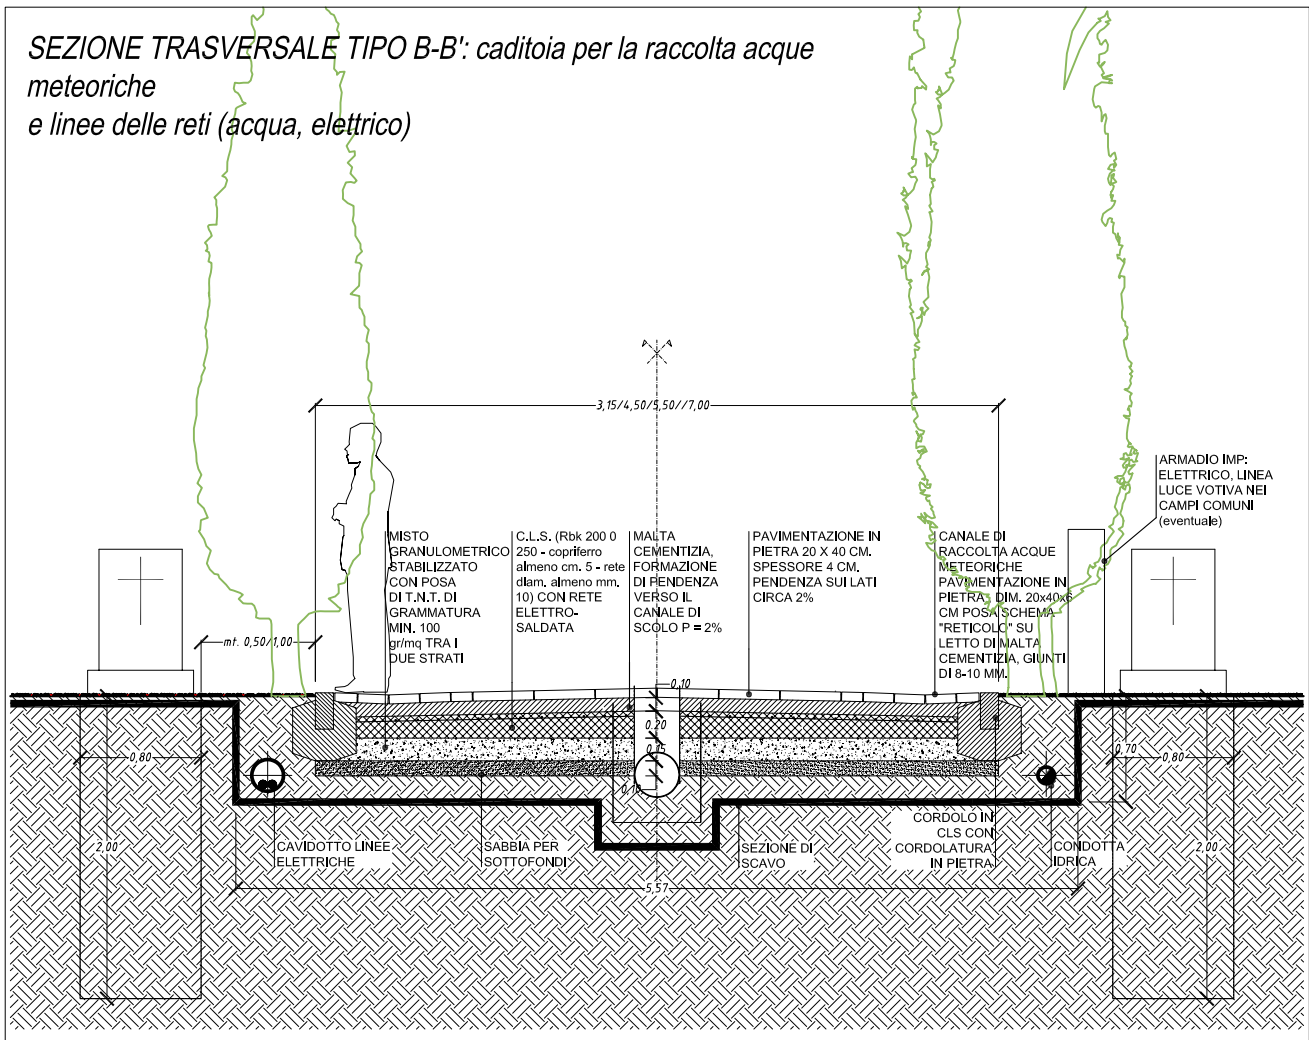 SEZIONE TRASVERSALE TIPO B-B': caditoia per la raccolta acque
meteoriche
e linee delle reti (acqua, elettrico)
3,15/4,50/5,50//7,00
ARMADIO IMP:
ELETTRICO, LINEA
LUCE VOTIVA NEI
CAMPI COMUNI
(eventuale)
MISTO
GRANULOMETRICO
STABILIZZATO
CON POSA
DI T.N.T. DI
GRAMMATURA
MIN. 100
gr/mq TRA I
DUE STRATI
C.L.S. (Rbk 200 0
250 - copriferro
almeno cm. 5 - rete
diam. almeno mm.
10) CON RETE
ELETTRO-
SALDATA
MALTA
CEMENTIZIA,
FORMAZIONE
DI PENDENZA
VERSO IL
CANALE DI
SCOLO P = 2%
PAVIMENTAZIONE IN
PIETRA 20 X 40 CM.
SPESSORE 4 CM.
PENDENZA SUI LATI
CIRCA 2%
CANALE DI
RACCOLTA ACQUE
METEORICHE
PAVIMENTAZIONE IN
PIETRA, DIM. 20x40x6
CM POSA SCHEMA
"RETICOLO" SU
LETTO DI MALTA
CEMENTIZIA, GIUNTI
DI 8-10 MM.
mt. 0,50/1,00
0,10
0,20
0,15
0,10
0,80
0,70
0,80
2,00
2,00
CAVIDOTTO LINEE
ELETTRICHE
SABBIA PER
SOTTOFONDI
SEZIONE DI
SCAVO
CORDOLO IN
CLS CON
CORDOLATURA
IN PIETRA
CONDOTTA
IDRICA
5,57